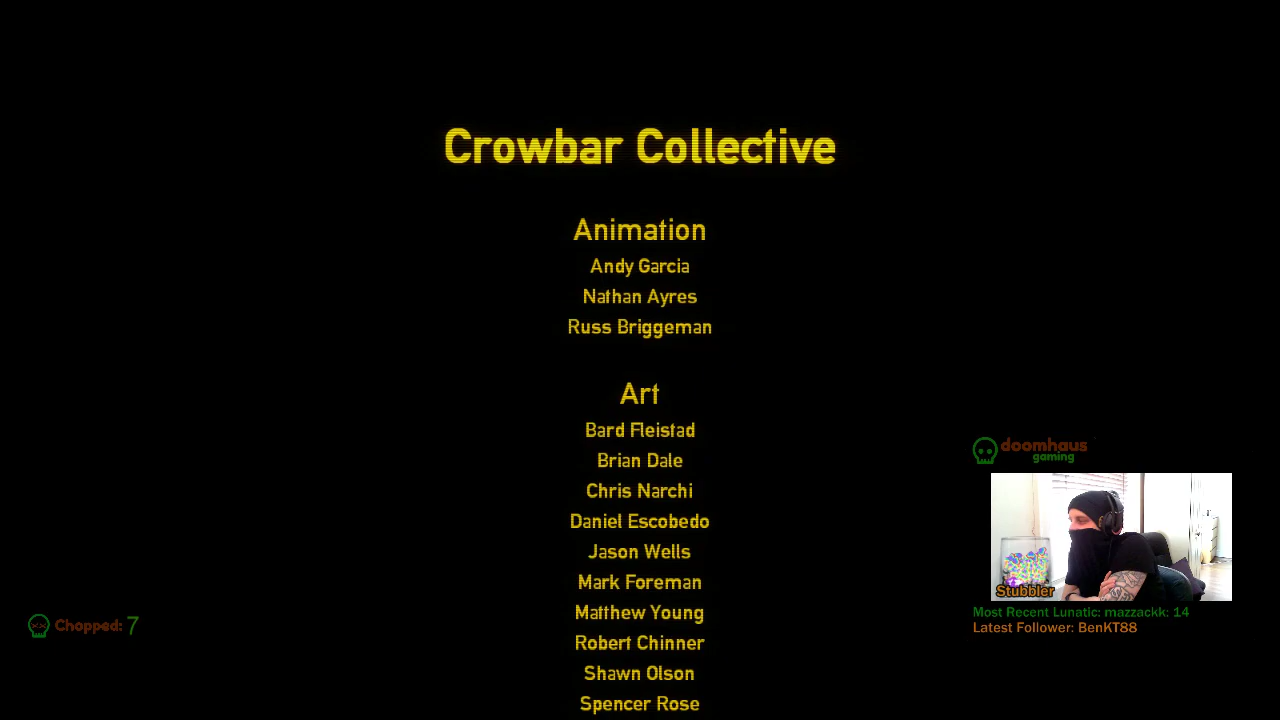 Crowbar Collective
Animation
Andy Garcia
Nathan Ayres
Russ Briggeman
Art
Bard Fleistad
Brian Dale
Chris Narchi
Daniel Escobedo
Jason Wells
Mark Foreman
Matthew Young
Robert Chinner
Shawn Olson
Spencer Rose
doomhaus
gaming
Stubbler
Most Recent Lunatic: mazzackk: 14
Latest Follower: BenKT88
Chopped: 7